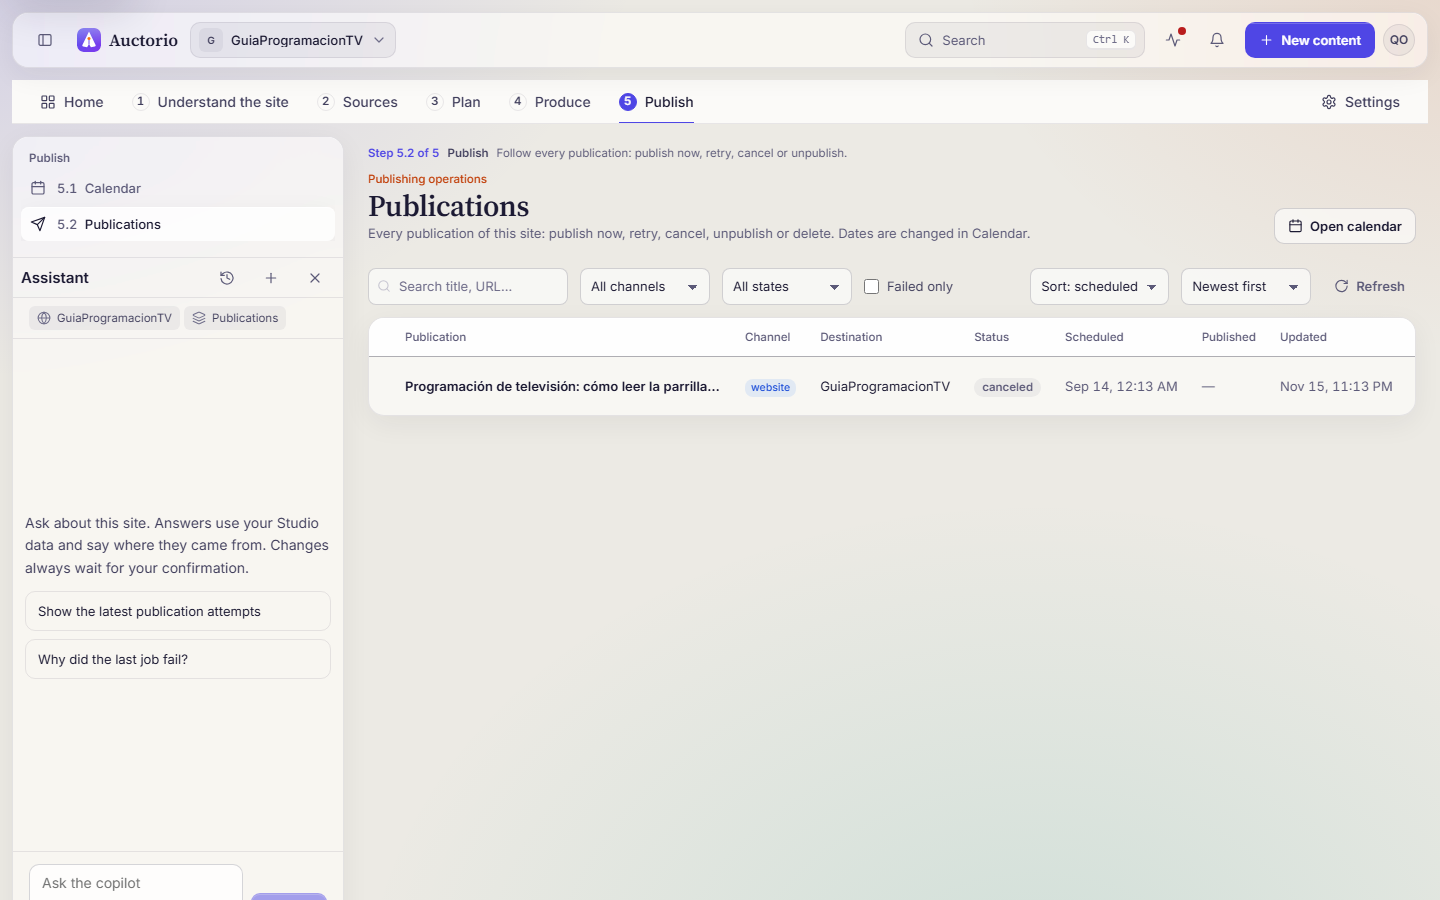 Auctorio
G GuiaProgramacionTV
Search Ctrl K
New content
QO
Home
1 Understand the site
2 Sources
3 Plan
4 Produce
5 Publish
Settings
Publish
5.1 Calendar
5.2 Publications
Assistant
GuiaProgramacionTV Publications
Ask about this site. Answers use your Studio
data and say where they came from. Changes
always wait for your confirmation.
Show the latest publication attempts
Why did the last job fail?
Ask the copilot
Step 5.2 of 5 Publish Follow every publication: publish now, retry, cancel or unpublish.
Publishing operations
Publications
Every publication of this site: publish now, retry, cancel, unpublish or delete. Dates are changed in Calendar.
Open calendar
Search title, URL...
All channels
All states
Failed only
Sort: scheduled
Newest first
Refresh
Publication Channel Destination Status Scheduled Published Updated
Programación de televisión: cómo leer la parrilla... website GuiaProgramacionTV canceled Sep 14, 12:13 AM — Nov 15, 11:13 PM